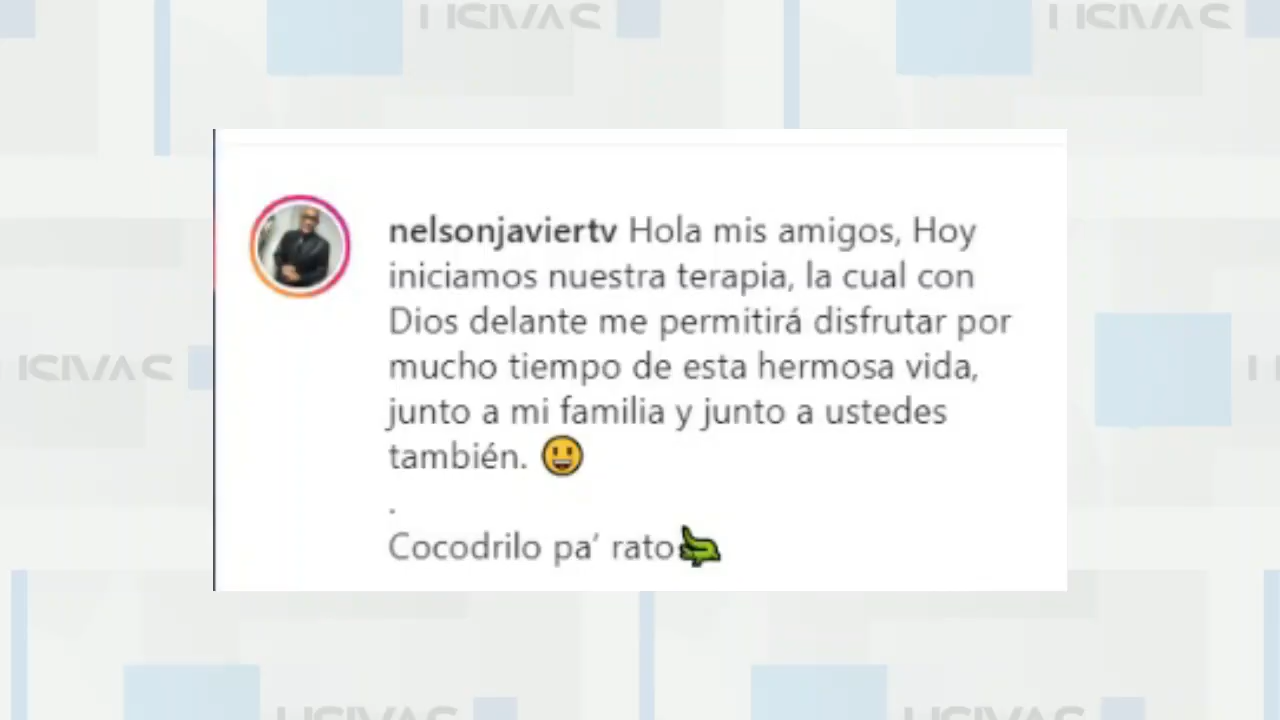 nelsonjaviertv Hola mis amigos, Hoy
iniciamos nuestra terapia, la cual con
Dios delante me permitirá disfrutar por
mucho tiempo de esta hermosa vida,
junto a mi familia y junto a ustedes
también. 😃
.
Cocodrilo pa’ rato🐊